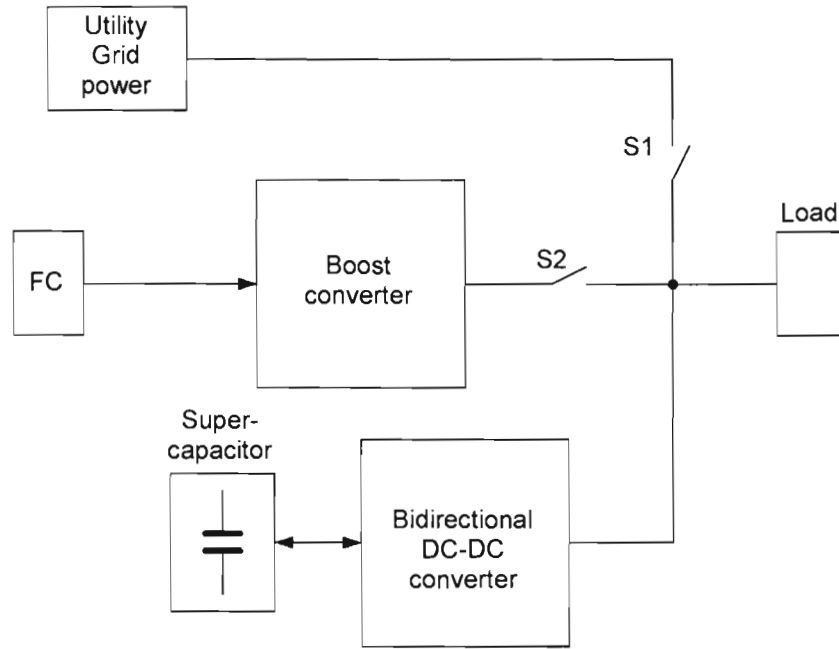 Utility
Grid
power
S1
Load
FC
Boost
converter
S2
Super-
capacitor
Bidirectional
DC-DC
converter